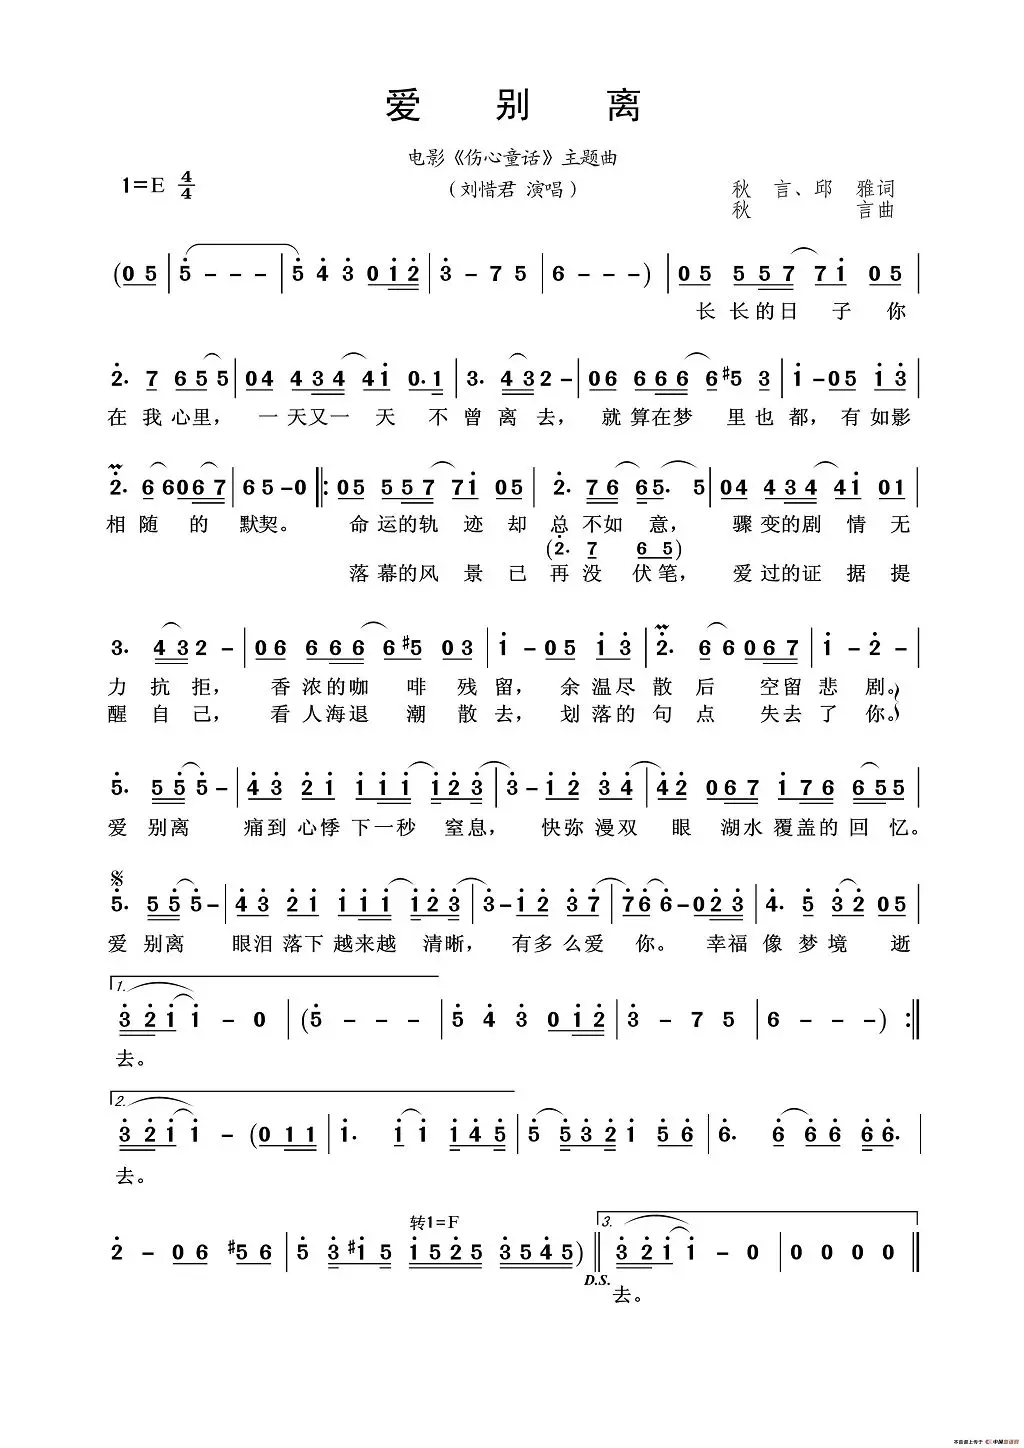 爱 别 离
电影《伤心童话》主题曲
1=E 4/4
（刘惜君 演唱）
秋 言、邱 雅词
秋 言曲
(0 5 | 5 - - - | 5 4 3 0 1 2 | 3 - 7 5 | 6 - - - ) | 0 5 5 5 7 7 1 0 5 |
长 长 的 日 子 你
2. 7 6 5 5 | 0 4 4 3 4 4 1 0. 1 | 3. 4 3 2 - | 0 6 6 6 6 6 #5 3 | 1 - 0 5 1 3 |
在 我 心 里， 一 天 又 一 天 不 曾 离 去， 就 算 在 梦 里 也 都， 有 如 影
2. 6 6 0 6 7 | 6 5 - 0 |: 0 5 5 5 7 7 1 0 5 | 2. 7 6 6 5. 5 | 0 4 4 3 4 4 1 0 1 |
相 随 的 默 契。 命 运 的 轨 迹 却 总 不 如 意， 骤 变 的 剧 情 无
(2. 7 6 5)
落 幕 的 风 景 已 再 没 伏 笔， 爱 过 的 证 据 提
3. 4 3 2 - | 0 6 6 6 6 6 #5 0 3 | 1 - 0 5 1 3 | 2. 6 6 0 6 7 | 1 - 2 - |
力 抗 拒， 香 浓 的 咖 啡 残 留， 余 温 尽 散 后 空 留 悲 剧。
醒 自 己， 看 人 海 退 潮 散 去， 划 落 的 句 点 失 去 了 你。
5. 5 5 5 - | 4 3 2 1 1 1 1 1 2 3 | 3 - 1 2 3 4 | 4 2 0 6 7 1 7 6 6 5 5 |
爱 别 离 痛 到 心 悸 下 一 秒 窒 息， 快 弥 漫 双 眼 湖 水 覆 盖 的 回 忆。
𝄋
5. 5 5 5 - | 4 3 2 1 1 1 1 1 2 3 | 3 - 1 2 3 7 | 7 6 6 - 0 2 3 | 4. 5 3 2 0 5 |
爱 别 离 眼 泪 落 下 越 来 越 清 晰， 有 多 么 爱 你。 幸 福 像 梦 境 逝
1.
3 2 1 1 - 0 | (5 - - - | 5 4 3 0 1 2 | 3 - 7 5 | 6 - - - ) :|
去。
2.
3 2 1 1 - (0 1 1 | 1. 1 1 1 4 5 | 5 5 3 2 1 5 6 | 6. 6 6 6 6 6. |
去。
转1=F
3.
2 - 0 6 #5 6 | 5 3 #1 5 1 5 2 5 3 5 4 5 ) || 3 2 1 1 - 0 | 0 0 0 0 ||
D.S.
去。